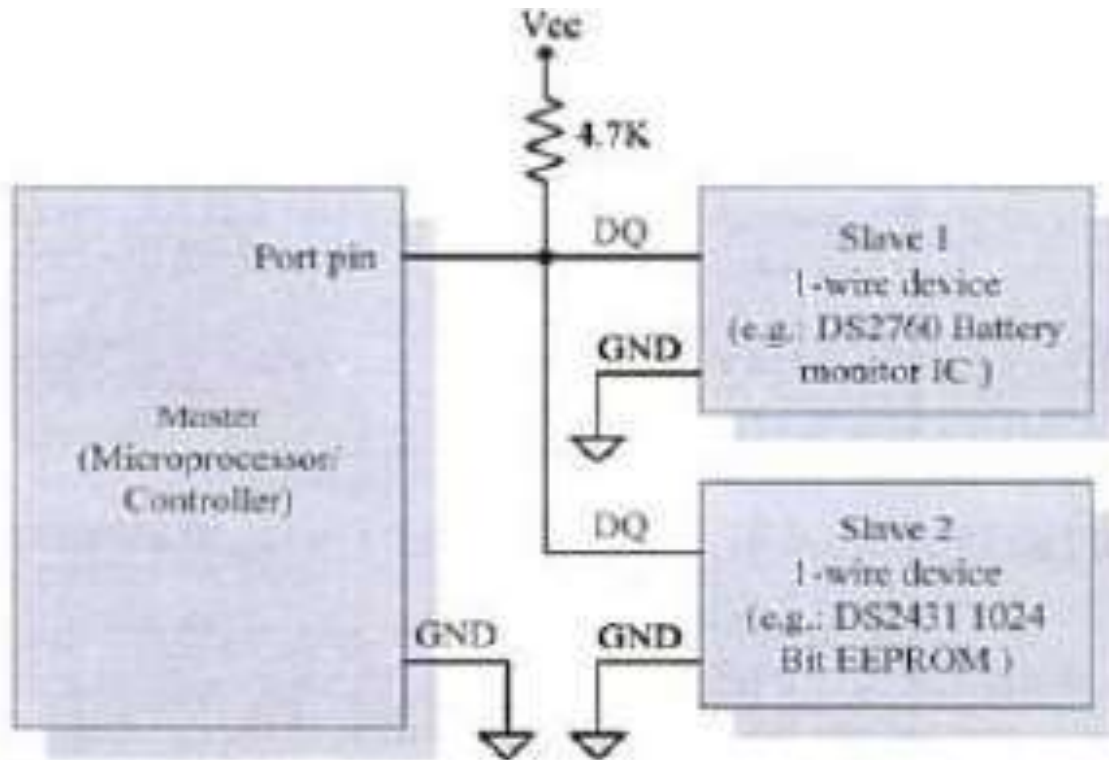 Vcc
4.7K
Port pin
DQ
Slave 1
1-wire device
(e.g.: DS2760 Battery
monitor IC )
GND
Master
(Microprocessor/
Controller)
DQ
Slave 2
1-wire device
(e.g,: DS2431 1024
Bit EEPROM )
GND
GND